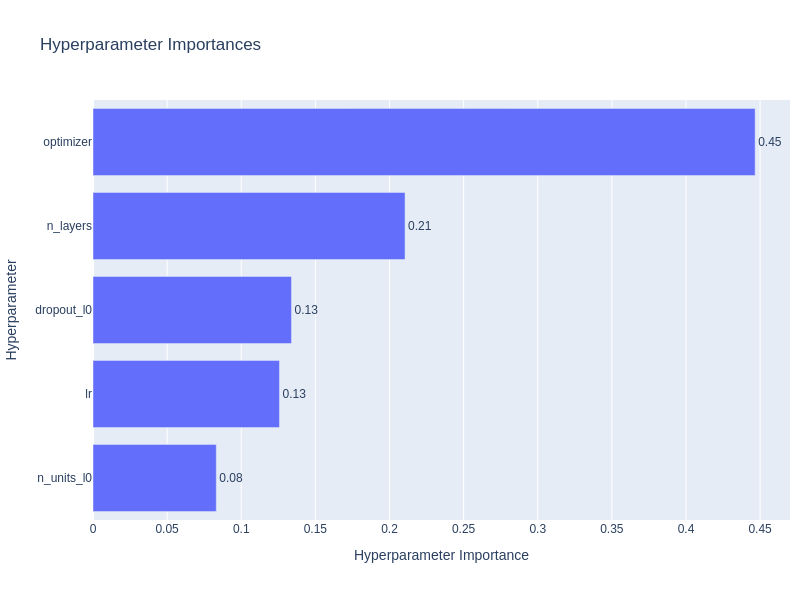 Hyperparameter Importances
Hyperparameter
optimizer
0.45
n_layers
0.21
dropout_l0
0.13
lr
0.13
n_units_l0
0.08
0
0.05
0.1
0.15
0.2
0.25
0.3
0.35
0.4
0.45
Hyperparameter Importance